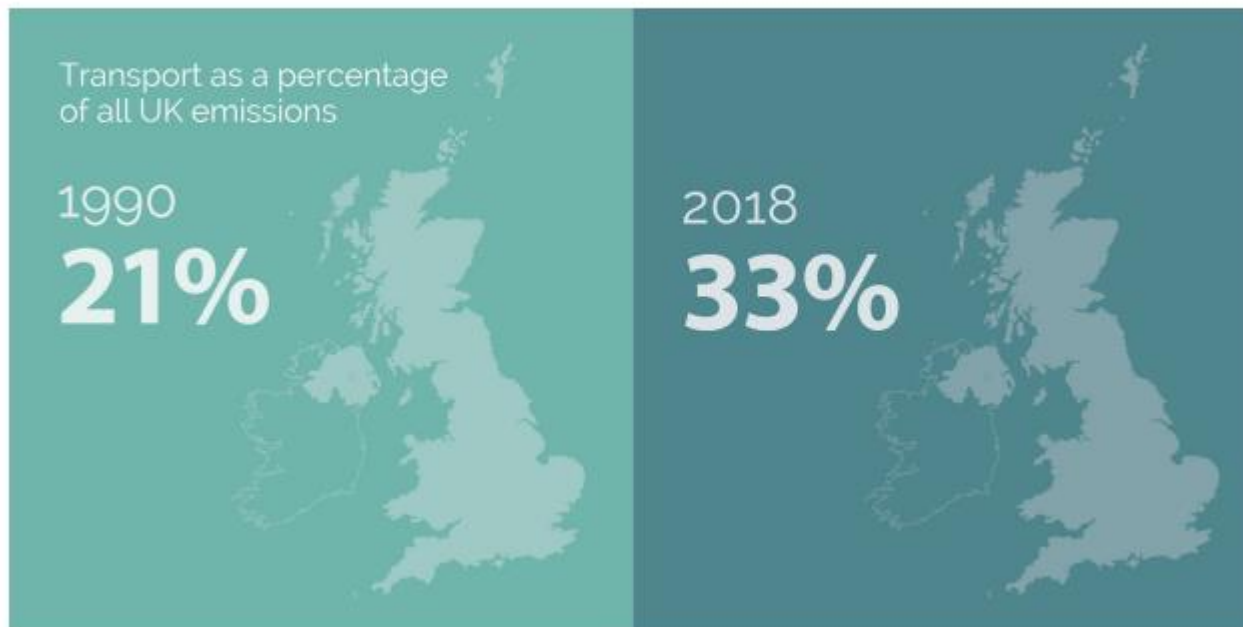 Transport as a percentage
of all UK emissions
1990
21%
2018
33%